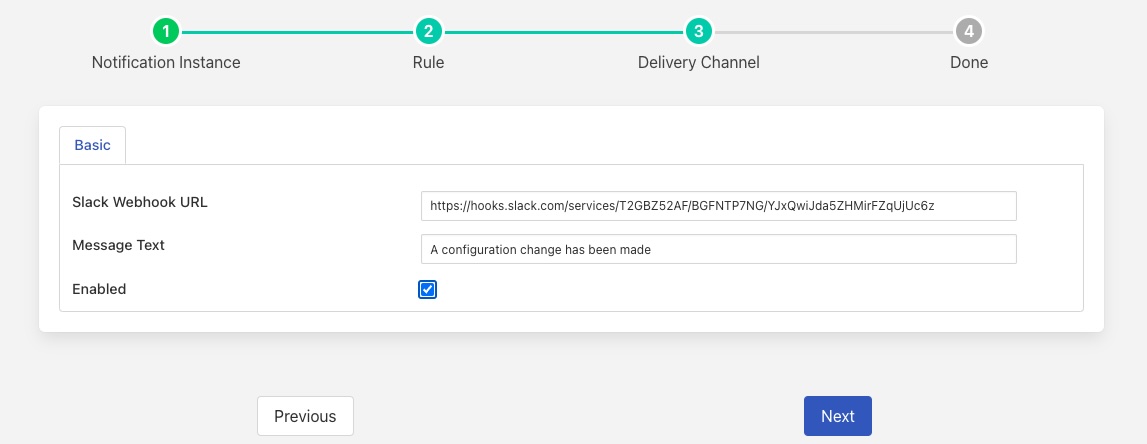 1 2 3 4
Notification Instance Rule Delivery Channel Done
Basic
Slack Webhook URL https://hooks.slack.com/services/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
Message Text A configuration change has been made
Enabled
Previous Next